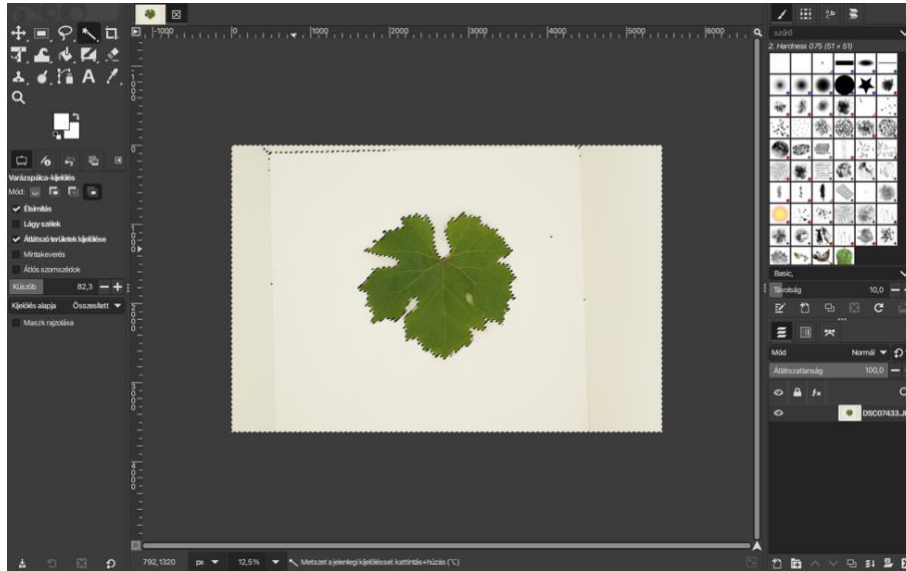 -1000 0 1000 2000 3000 4000 5000 6000
szűrő
2. Hardness 075 (51 × 51)
Varázspálca-kijelölés
Mód:
Élsimítás
Lágy szélek
Átlátszó területek kijelölése
Mintakeverés
Átlós szomszédok
Küszöb 82,3
Kijelölés alapja Összesített
Maszk rajzolása
Basic,
Távolság 10,0
Mód Normál
Átlátszatlanság 100,0
DSC07433.J
792, 1320 px 12,5% Metszet a jelenlegi kijelöléssel: kattintás+húzás (⌥)